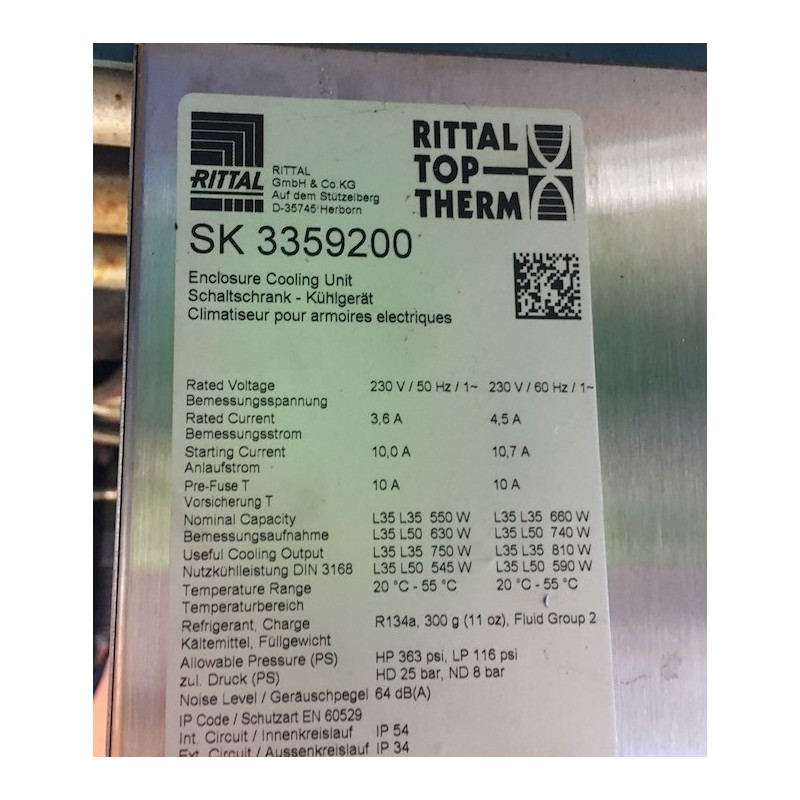 RITTAL
RITTAL
GmbH & Co.KG
Auf dem Stützelberg
D-35745 Herborn
RITTAL
TOP
THERM
SK 3359200
Enclosure Cooling Unit
Schaltschrank - Kühlgerät
Climatiseur pour armoires electriques
Rated Voltage 230 V / 50 Hz / 1~ 230 V / 60 Hz / 1~
Bemessungsspannung
Rated Current 3,6 A 4,5 A
Bemessungsstrom
Starting Current 10,0 A 10,7 A
Anlaufstrom
Pre-Fuse T 10 A 10 A
Vorsicherung T
Nominal Capacity L35 L35 550 W L35 L35 660 W
Bemessungsaufnahme L35 L50 630 W L35 L50 740 W
Useful Cooling Output L35 L35 750 W L35 L35 810 W
Nutzkühlleistung DIN 3168 L35 L50 545 W L35 L50 590 W
Temperature Range 20 °C - 55 °C 20 °C - 55 °C
Temperaturbereich
Refrigerant, Charge R134a, 300 g (11 oz), Fluid Group 2
Kältemittel, Füllgewicht
Allowable Pressure (PS) HP 363 psi, LP 116 psi
zul. Druck (PS) HD 25 bar, ND 8 bar
Noise Level / Geräuschpegel 64 dB(A)
IP Code / Schutzart EN 60529
Int. Circuit / Innenkreislauf IP 54
Ext. Circuit / Aussenkreislauf IP 34